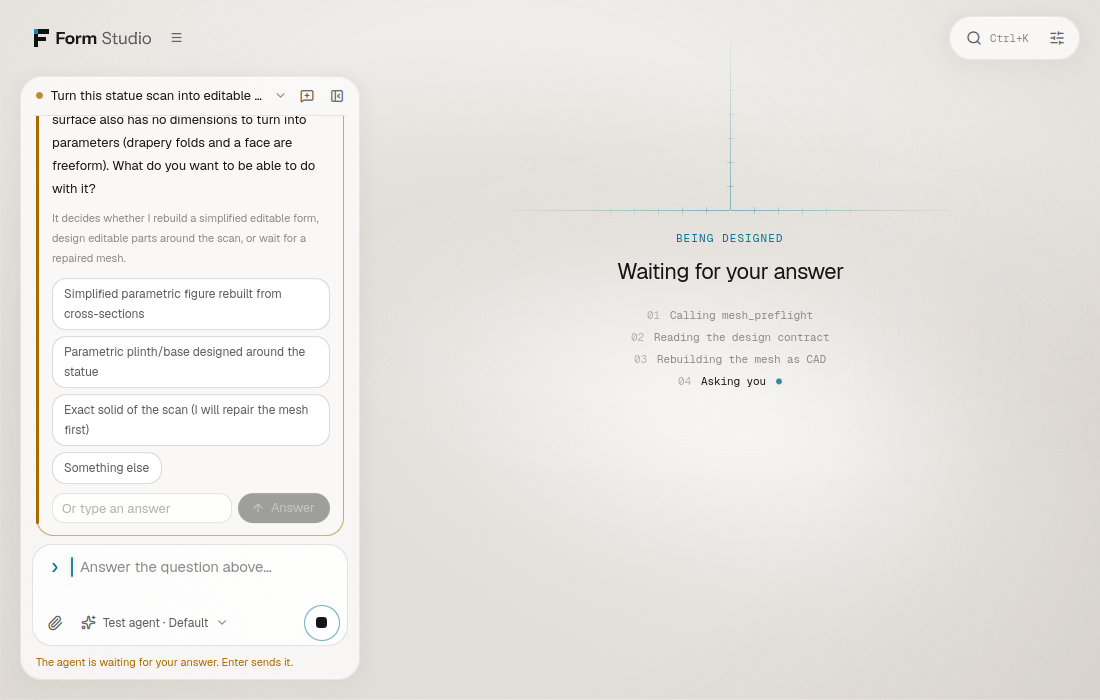 Form Studio
Ctrl+K
Turn this statue scan into editable …
surface also has no dimensions to turn into
parameters (drapery folds and a face are
freeform). What do you want to be able to do
with it?
It decides whether I rebuild a simplified editable form,
design editable parts around the scan, or wait for a
repaired mesh.
Simplified parametric figure rebuilt from
cross-sections
Parametric plinth/base designed around the
statue
Exact solid of the scan (I will repair the mesh
first)
Something else
Or type an answer
Answer
Answer the question above…
Test agent · Default
The agent is waiting for your answer. Enter sends it.
BEING DESIGNED
Waiting for your answer
01 Calling mesh_preflight
02 Reading the design contract
03 Rebuilding the mesh as CAD
04 Asking you